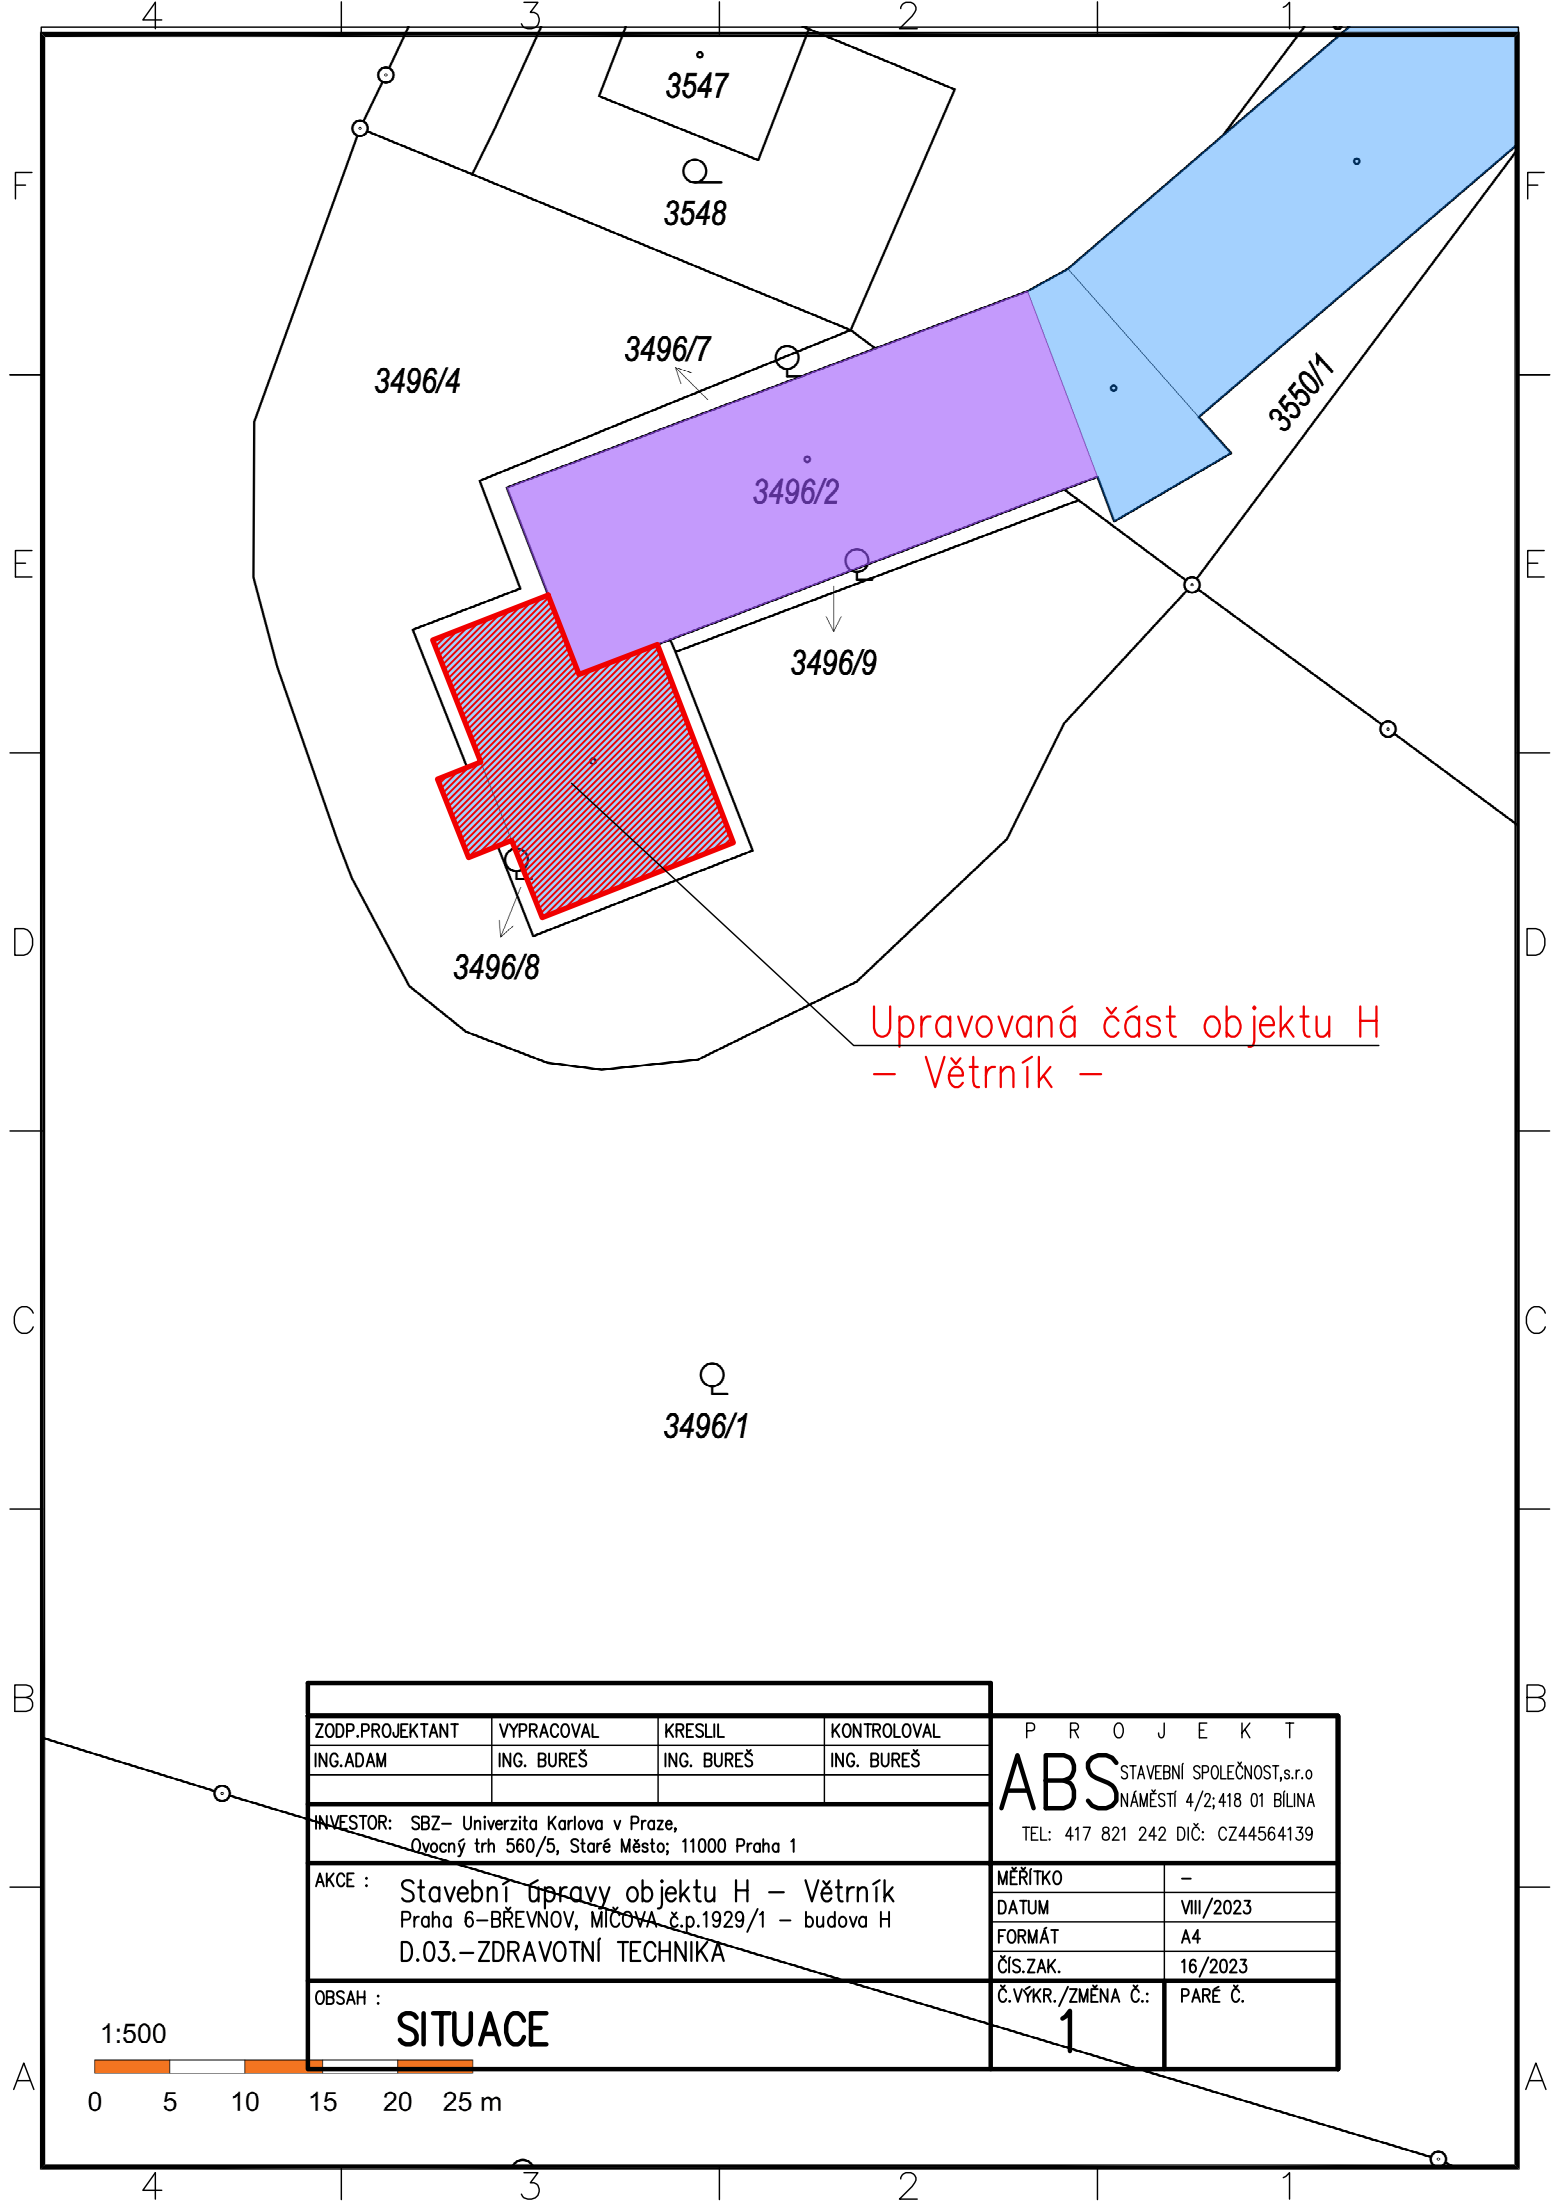 4 3 2 1
3547
F F
3548
3496/7
3496/4
3550/1
3496/2
E E
3496/9
D D
3496/8
Upravovaná část objektu H
– Větrník –
C C
3496/1
B B
ZODP.PROJEKTANT VYPRACOVAL KRESLIL KONTROLOVAL
ING.ADAM ING. BUREŠ ING. BUREŠ ING. BUREŠ
P R O J E K T
ABS STAVEBNÍ SPOLEČNOST,s.r.o
NÁMĚSTÍ 4/2;418 01 BÍLINA
TEL: 417 821 242 DIČ: CZ44564139
INVESTOR: SBZ– Univerzita Karlova v Praze,
Ovocný trh 560/5, Staré Město; 11000 Praha 1
AKCE : Stavební úpravy objektu H – Větrník
Praha 6–BŘEVNOV, MÍČOVA č.p.1929/1 – budova H
D.03.–ZDRAVOTNÍ TECHNIKA
MĚŘÍTKO –
DATUM VIII/2023
FORMÁT A4
ČÍS.ZAK. 16/2023
OBSAH :
SITUACE
Č.VÝKR./ZMĚNA Č.: PARÉ Č.
1
1:500
A A
0 5 10 15 20 25 m
4 3 2 1